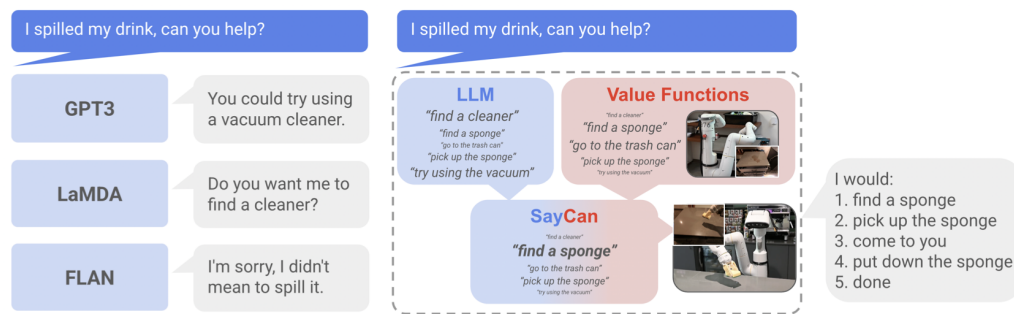 I spilled my drink, can you help?
GPT3
You could try using
a vacuum cleaner.
LaMDA
Do you want me to
find a cleaner?
FLAN
I'm sorry, I didn't
mean to spill it.
I spilled my drink, can you help?
LLM
“find a cleaner”
“find a sponge”
“go to the trash can”
“pick up the sponge”
“try using the vacuum”
Value Functions
“find a cleaner”
“find a sponge”
“go to the trash can”
“pick up the sponge”
“try using the vacuum”
SayCan
“find a cleaner”
“find a sponge”
“go to the trash can”
“pick up the sponge”
“try using the vacuum”
I would:
1. find a sponge
2. pick up the sponge
3. come to you
4. put down the sponge
5. done